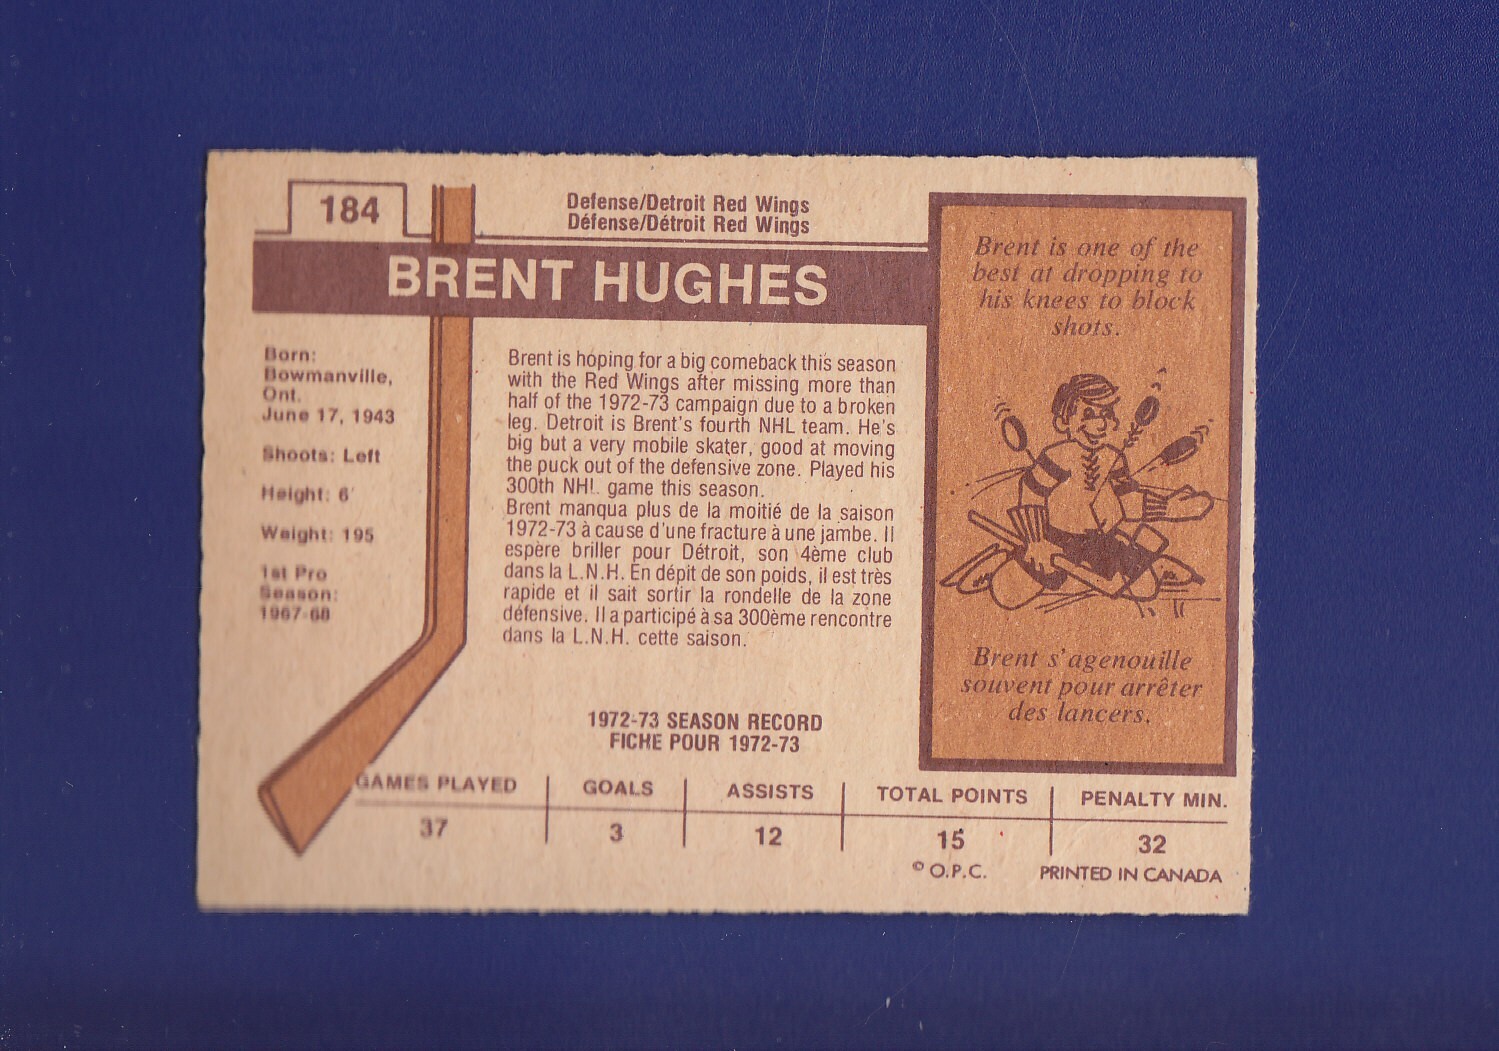 184
Defense/Detroit Red Wings
Défense/Détroit Red Wings
BRENT HUGHES
Born:
Bowmanville,
Ont.
June 17, 1943
Shoots: Left
Height: 6'
Weight: 195
1st Pro
Season:
1967-68
Brent is hoping for a big comeback this season
with the Red Wings after missing more than
half of the 1972-73 campaign due to a broken
leg. Detroit is Brent's fourth NHL team. He's
big but a very mobile skater, good at moving
the puck out of the defensive zone. Played his
300th NHL game this season.
Brent manqua plus de la moitié de la saison
1972-73 à cause d'une fracture à une jambe. Il
espère briller pour Détroit, son 4ème club
dans la L.N.H. En dépit de son poids, il est très
rapide et il sait sortir la rondelle de la zone
défensive. Il a participé à sa 300ème rencontre
dans la L.N.H. cette saison.
Brent is one of the
best at dropping to
his knees to block
shots.
Brent s'agenouille
souvent pour arrêter
des lancers.
1972-73 SEASON RECORD
FICHE POUR 1972-73
GAMES PLAYED GOALS ASSISTS TOTAL POINTS PENALTY MIN.
37 3 12 15 32
© O.P.C. PRINTED IN CANADA